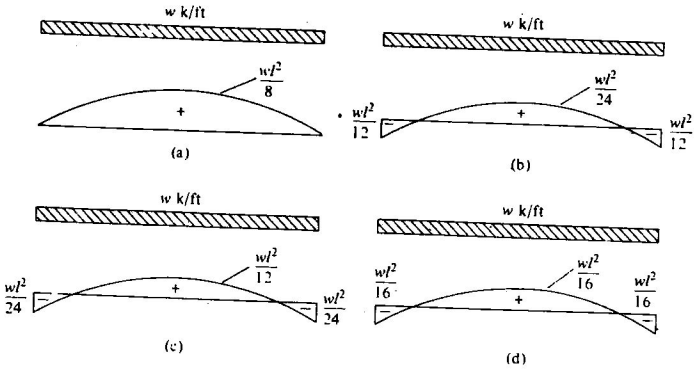 w k/ft
wl²/8
+
(a)
w k/ft
wl²/24
wl²/12
−
+
−
wl²/12
(b)
w k/ft
wl²/12
wl²/24
−
+
−
wl²/24
(c)
w k/ft
wl²/16
wl²/16
wl²/16
−
+
−
(d)